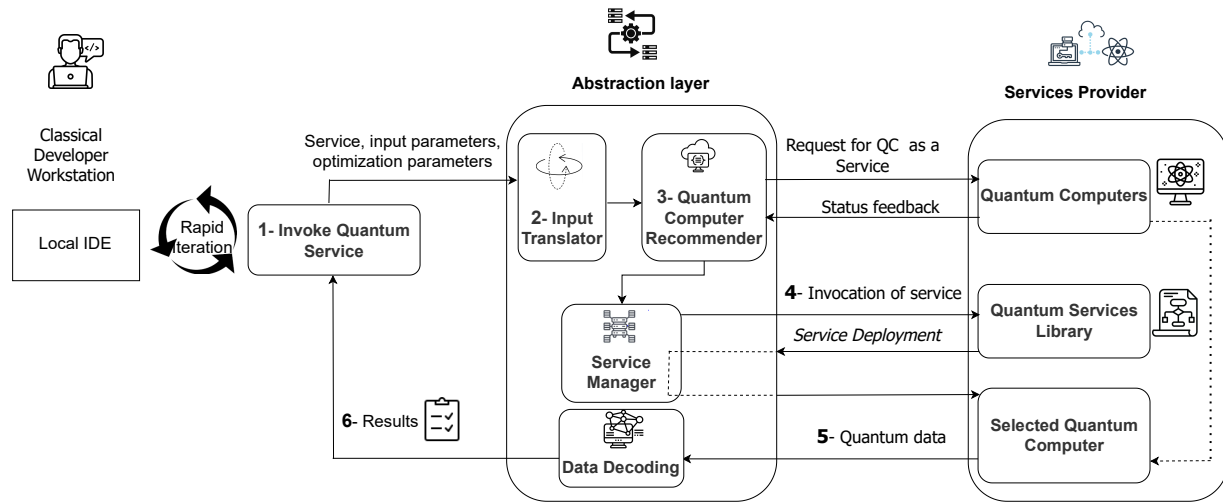 Abstraction layer
Services Provider
Classical
Developer
Workstation
Local IDE
Rapid
Iteration
1- Invoke Quantum
Service
Service, input parameters,
optimization parameters
2- Input
Translator
3- Quantum
Computer
Recommender
Request for QC as a
Service
Status feedback
Quantum Computers
4- Invocation of service
Service Deployment
Quantum Services
Library
Service
Manager
6- Results
Data Decoding
5- Quantum data
Selected Quantum
Computer